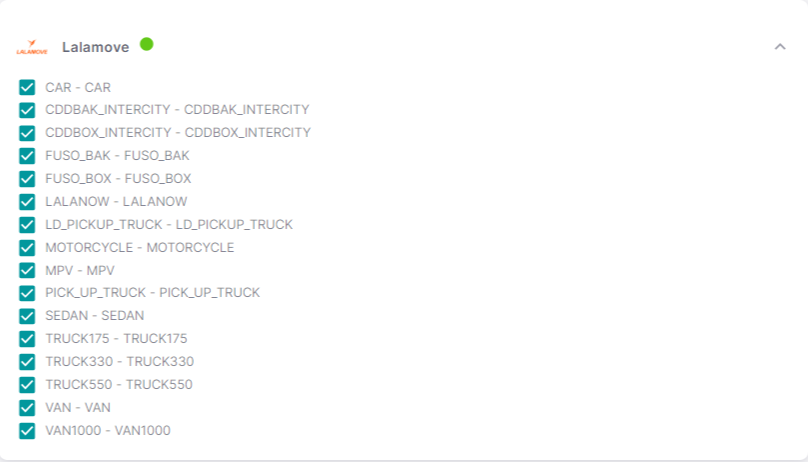 LALAMOVE
Lalamove
CAR - CAR
CDDBAK_INTERCITY - CDDBAK_INTERCITY
CDDBOX_INTERCITY - CDDBOX_INTERCITY
FUSO_BAK - FUSO_BAK
FUSO_BOX - FUSO_BOX
LALANOW - LALANOW
LD_PICKUP_TRUCK - LD_PICKUP_TRUCK
MOTORCYCLE - MOTORCYCLE
MPV - MPV
PICK_UP_TRUCK - PICK_UP_TRUCK
SEDAN - SEDAN
TRUCK175 - TRUCK175
TRUCK330 - TRUCK330
TRUCK550 - TRUCK550
VAN - VAN
VAN1000 - VAN1000